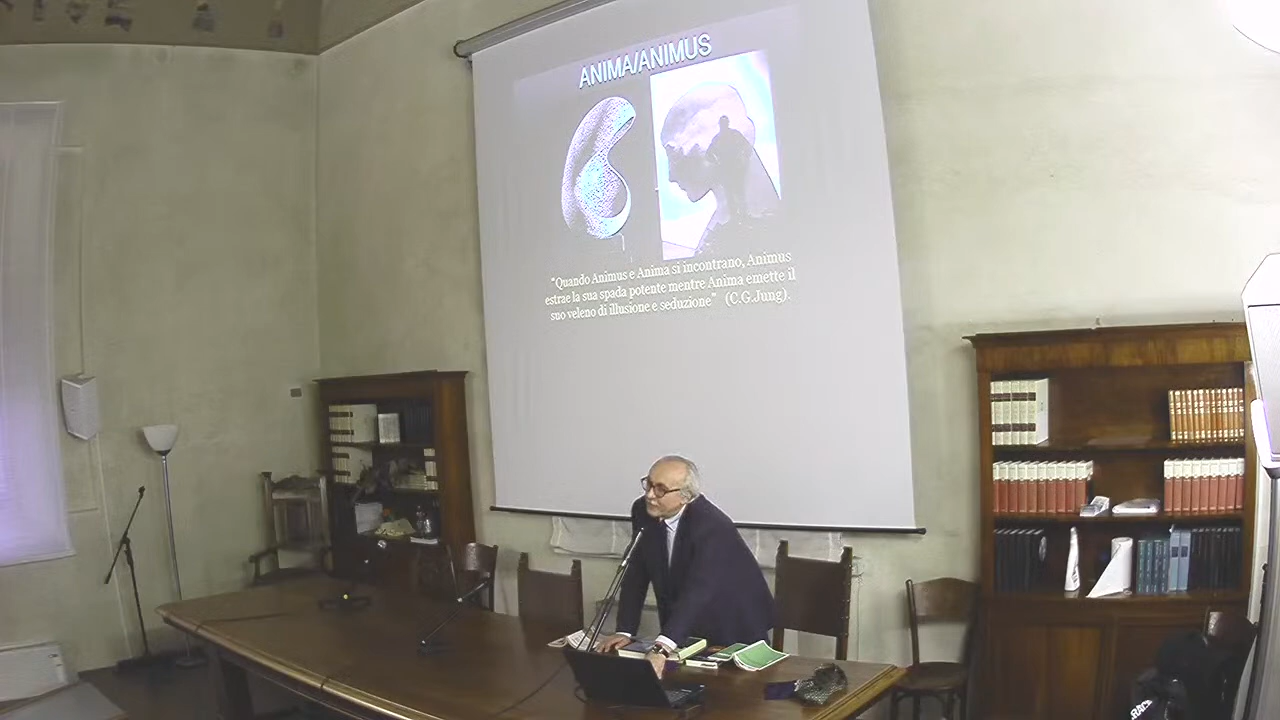 ANIMA/ANIMUS
"Quando Animus e Anima si incontrano, Animus
estrae la sua spada potente mentre Anima emette il
suo veleno di illusione e seduzione" (C.G.Jung).